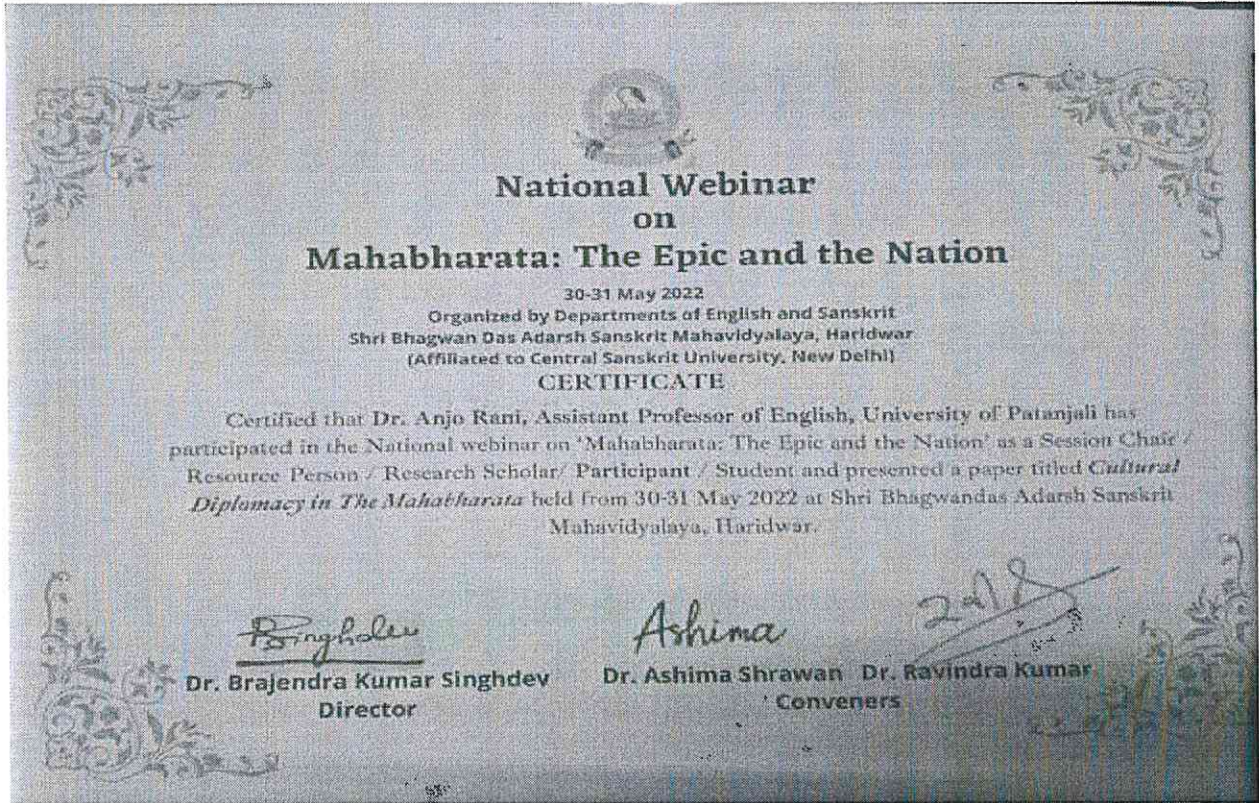 National Webinar
on
Mahabharata: The Epic and the Nation
30-31 May 2022
Organized by Departments of English and Sanskrit
Shri Bhagwan Das Adarsh Sanskrit Mahavidyalaya, Haridwar
(Affiliated to Central Sanskrit University, New Delhi)
CERTIFICATE
Certified that Dr. Anjo Rani, Assistant Professor of English, University of Patanjali has
participated in the National webinar on 'Mahabharata: The Epic and the Nation' as a Session Chair /
Resource Person / Research Scholar/ Participant / Student and presented a paper titled Cultural
Diplomacy in The Mahabharata held from 30-31 May 2022 at Shri Bhagwandas Adarsh Sanskrit
Mahavidyalaya, Haridwar.
Ashima
Dr. Brajendra Kumar Singhdev
Director
Dr. Ashima Shrawan Dr. Ravindra Kumar
Conveners